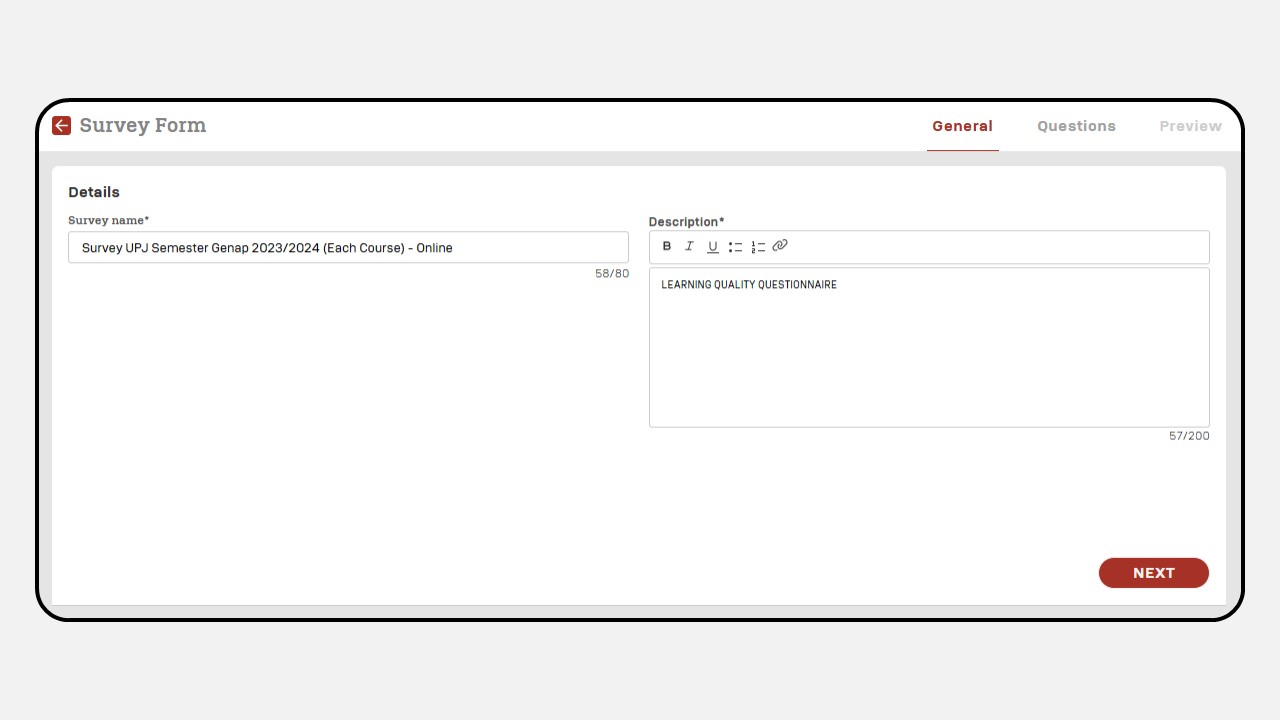 Survey Form
General
Questions
Preview
Details
Survey name*
Survey UPJ Semester Genap 2023/2024 (Each Course) - Online
58/80
Description*
B I U
LEARNING QUALITY QUESTIONNAIRE
57/200
NEXT